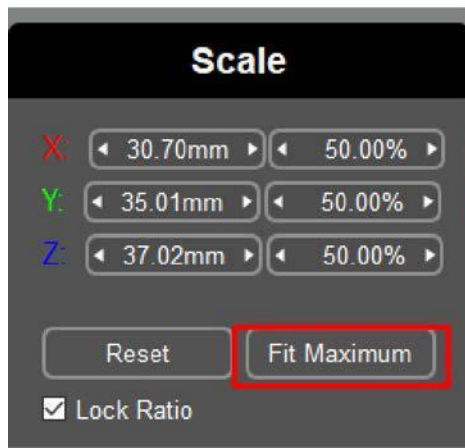 Scale
X: 30.70mm 50.00%
Y: 35.01mm 50.00%
Z: 37.02mm 50.00%
Reset Fit Maximum
Lock Ratio